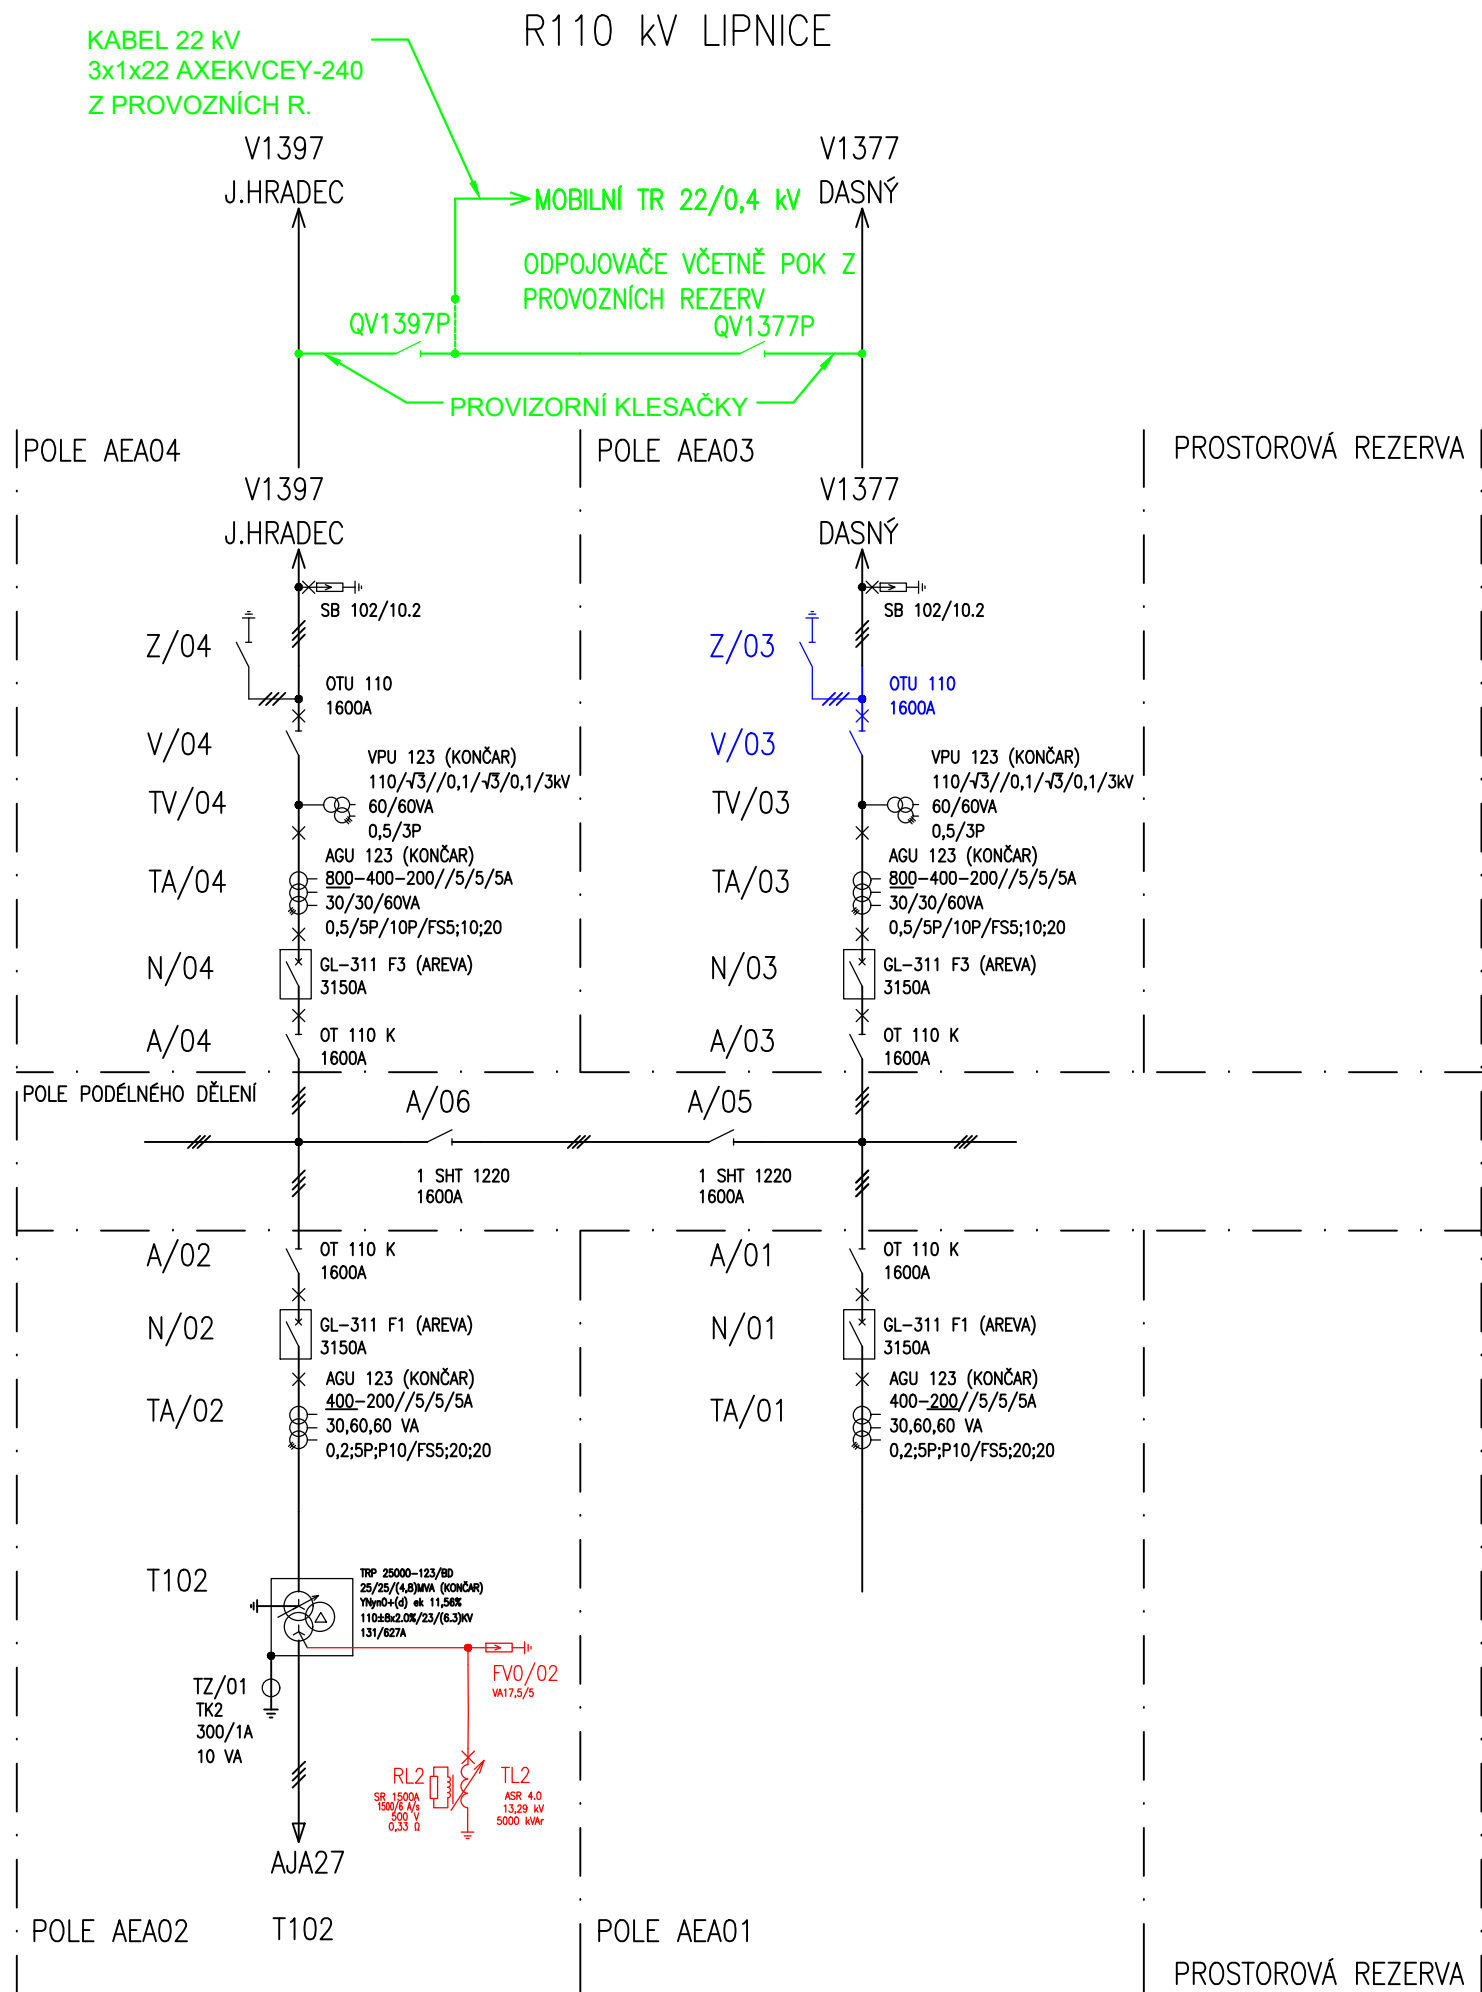 R110 kV LIPNICE
KABEL 22 kV
3x1x22 AXEKVCEY-240
Z PROVOZNÍCH R.
V1397
J.HRADEC
V1377
DASNÝ
MOBILNÍ TR 22/0,4 kV
ODPOJOVAČE VČETNĚ POK Z
PROVOZNÍCH REZERV
QV1397P
QV1377P
PROVIZORNÍ KLESAČKY
POLE AEA04
POLE AEA03
PROSTOROVÁ REZERVA
V1397
J.HRADEC
V1377
DASNÝ
SB 102/10.2
SB 102/10.2
Z/04
Z/03
OTU 110
1600A
OTU 110
1600A
V/04
V/03
VPU 123 (KONČAR)
110/√3//0,1/√3/0,1/3kV
60/60VA
0,5/3P
VPU 123 (KONČAR)
110/√3//0,1/√3/0,1/3kV
60/60VA
0,5/3P
TV/04
TV/03
AGU 123 (KONČAR)
800-400-200//5/5/5A
30/30/60VA
0,5/5P/10P/FS5;10;20
AGU 123 (KONČAR)
800-400-200//5/5/5A
30/30/60VA
0,5/5P/10P/FS5;10;20
TA/04
TA/03
N/04
GL-311 F3 (AREVA)
3150A
N/03
GL-311 F3 (AREVA)
3150A
A/04
OT 110 K
1600A
A/03
OT 110 K
1600A
POLE PODÉLNÉHO DĚLENÍ
A/06
A/05
1 SHT 1220
1600A
1 SHT 1220
1600A
A/02
OT 110 K
1600A
A/01
OT 110 K
1600A
N/02
GL-311 F1 (AREVA)
3150A
N/01
GL-311 F1 (AREVA)
3150A
TA/02
AGU 123 (KONČAR)
400-200//5/5/5A
30,60,60 VA
0,2;5P;P10/FS5;20;20
TA/01
AGU 123 (KONČAR)
400-200//5/5/5A
30,60,60 VA
0,2;5P;P10/FS5;20;20
T102
TRP 25000-123/BD
25/25/(4,8)MVA (KONČAR)
YNyn0+(d) ek 11,56%
110±8x2.0%/23/(6.3)KV
131/627A
TZ/01
TK2
300/1A
10 VA
FV0/02
VA17,5/5
RL2
SR 1500A
1500/6 A/s
500 V
0,33 Ω
TL2
ASR 4.0
13,29 kV
5000 kVAr
AJA27
POLE AEA02
T102
POLE AEA01
PROSTOROVÁ REZERVA